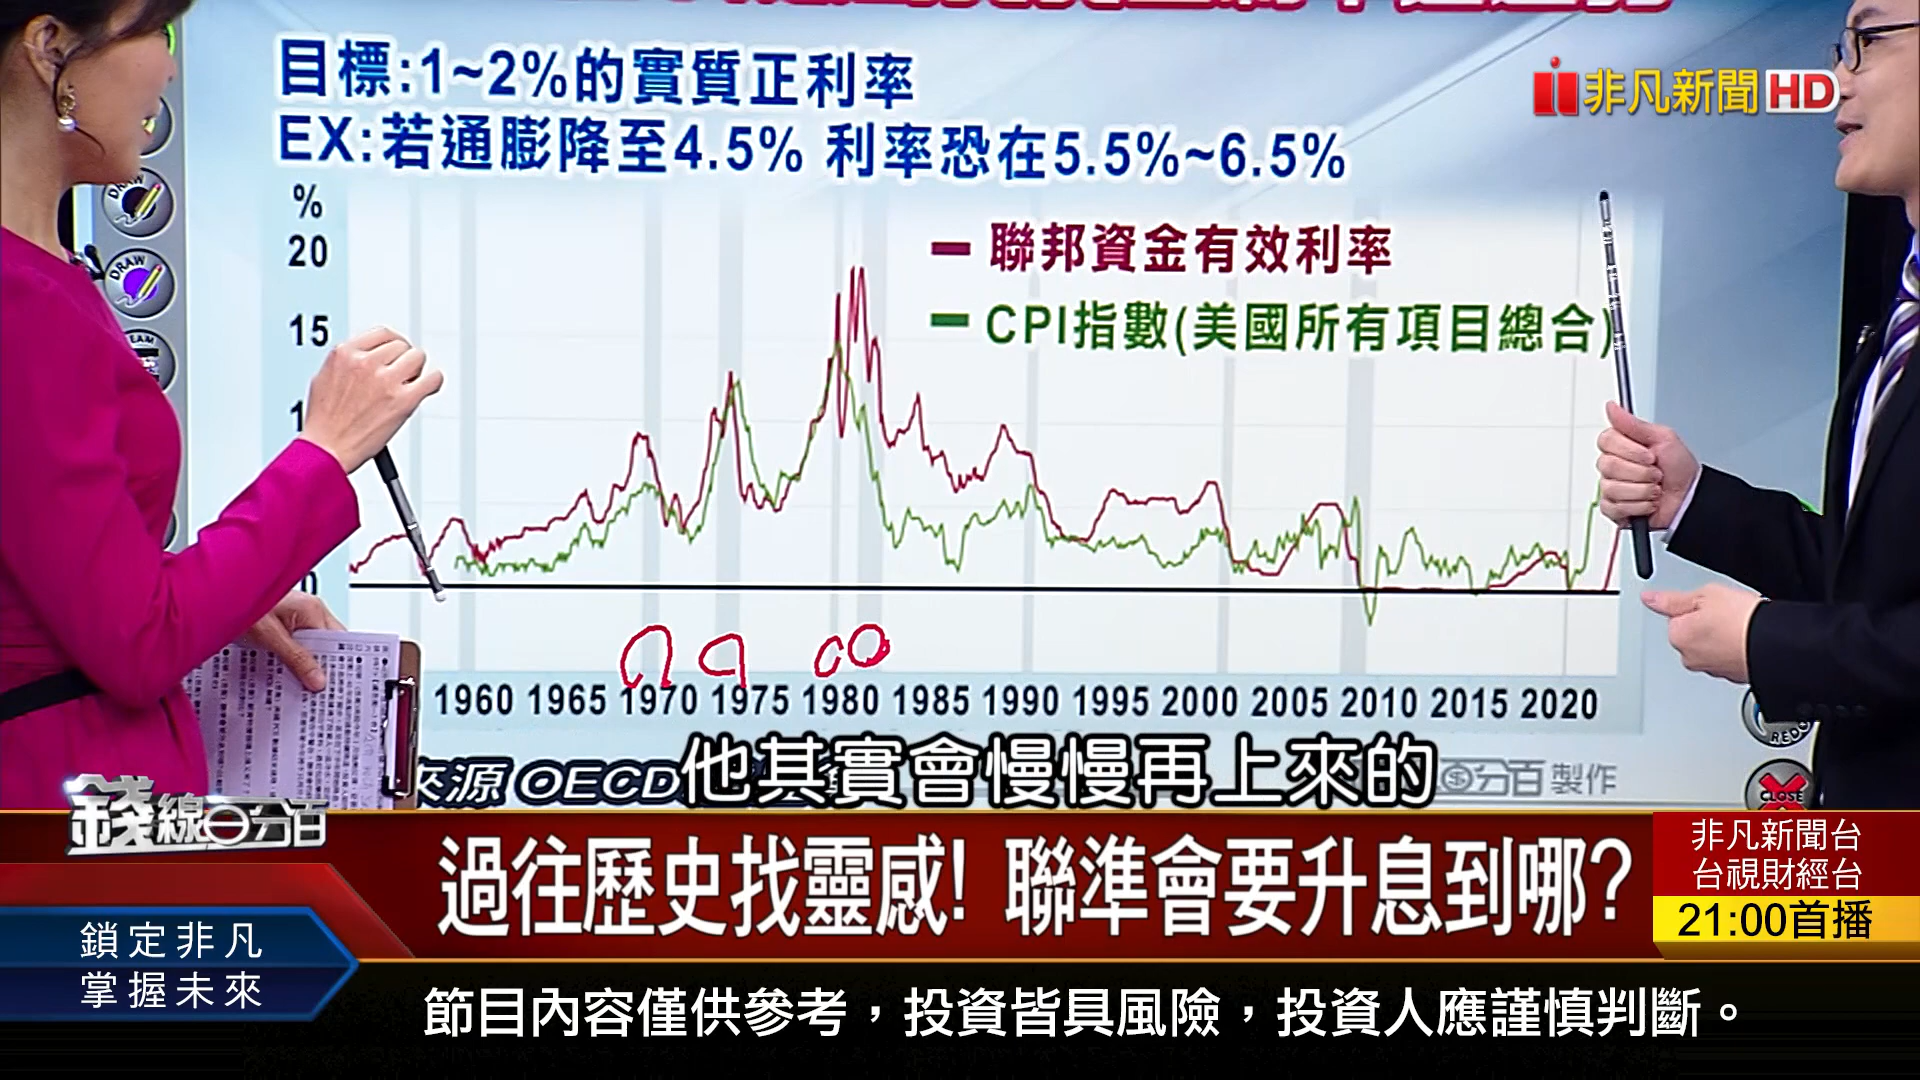 目標:1~2%的實質正利率
EX:若通膨降至4.5% 利率恐在5.5%~6.5%
非凡新聞HD
%
20
15
0
聯邦資金有效利率
CPI指數(美國所有項目總合)
1960 1965 1970 1975 1980 1985 1990 1995 2000 2005 2010 2015 2020
DRAW
DRAW
CLOSE
來源 OECD
分百 製作
他其實會慢慢再上來的
錢線百分百
過往歷史找靈感! 聯準會要升息到哪?
非凡新聞台
台視財經台
21:00首播
鎖定非凡
掌握未來
節目內容僅供參考，投資皆具風險，投資人應謹慎判斷。